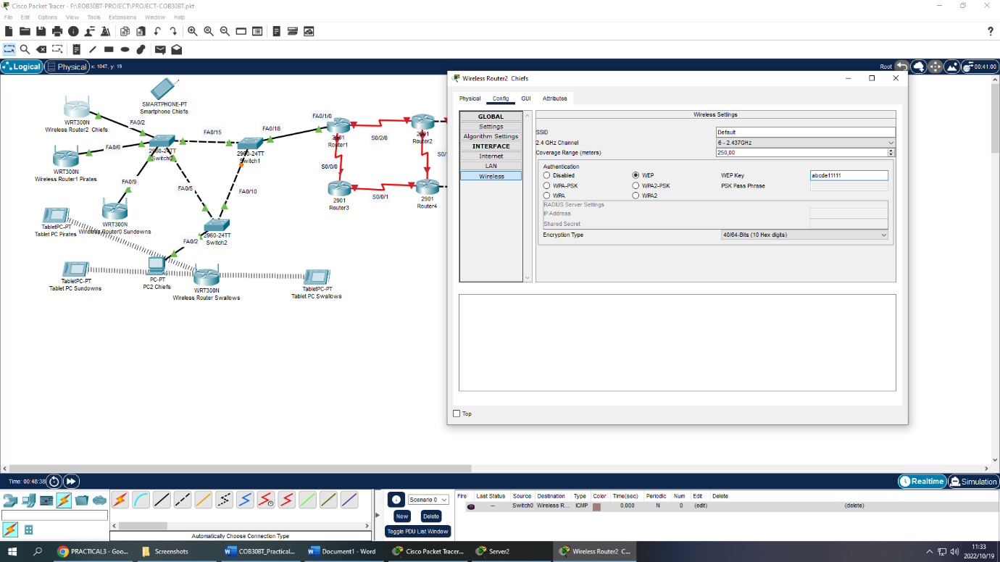 Cisco Packet Tracer - F:\BOB30BT-PROJECT\PROJECT-COB30BT.pkt
File Edit Options View Tools Extensions Window Help
?
Logical Physical x: 1047, y: 19
Root 00:41:00
SMARTPHONE-PT
Smartphone Chiefs
WRT300N
Wireless Router2 Chiefs
FA0/2
FA0/15
FA0/18
FA0/1/0
2901
Router1
S0/2/0
2901
Router2
FA0/6
WRT300N
Wireless Router1 Pirates
2960-24TT
Switch0
2960-24TT
Switch1
S0/0/0
FA0/9
FA0/5
FA0/10
2901
Router3
S0/0/1
2901
Router4
WRT300N
Wireless Router0 Sundowns
TabletPC-PT
Tablet PC Pirates
2960-24TT
Switch2
FA0/2
TabletPC-PT
Tablet PC Sundowns
PC-PT
PC2 Chiefs
WRT300N
Wireless Router Swallows
TabletPC-PT
Tablet PC Swallows
Wireless Router2 Chiefs
Physical Config GUI Attributes
GLOBAL
Settings
Algorithm Settings
INTERFACE
Internet
LAN
Wireless
Wireless Settings
SSID Default
2.4 GHz Channel 6 - 2.437GHz
Coverage Range (meters) 250,00
Authentication
Disabled WEP WEP Key abcde11111
WPA-PSK WPA2-PSK PSK Pass Phrase
WPA WPA2
RADIUS Server Settings
IP Address
Shared Secret
Encryption Type 40/64-Bits (10 Hex digits)
Top
Time: 00:48:38
Realtime Simulation
Automatically Choose Connection Type
Scenario 0
New Delete
Toggle PDU List Window
Fire Last Status Source Destination Type Color Time(sec) Periodic Num Edit Delete
-- Switch0 Wireless R... ICMP 0.000 N 0 (edit) (delete)
PRACTICAL3 - Goo...
Screenshots
COB30BT_Practical...
Document1 - Word
Cisco Packet Tracer...
Server2
Wireless Router2 C...
11:33
2022/10/19